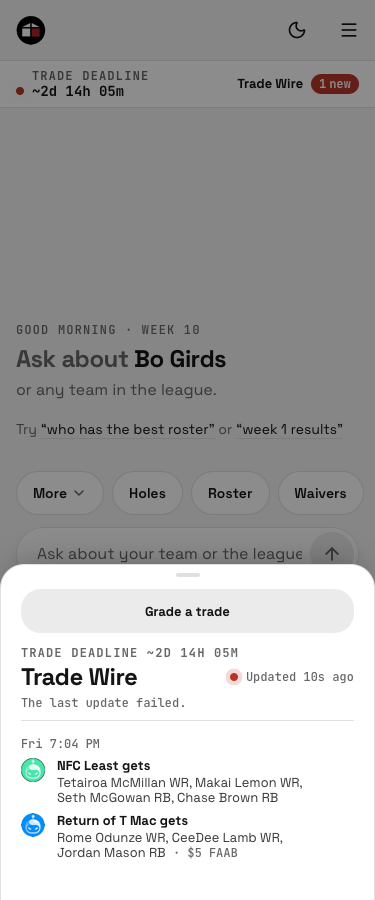 TRADE DEADLINE
~2d 14h 05m
Trade Wire
1 new
GOOD MORNING · WEEK 10
Ask about Bo Girds
or any team in the league.
Try “who has the best roster” or “week 1 results”
More
Holes
Roster
Waivers
Ask about your team or the league
Grade a trade
TRADE DEADLINE ~2D 14H 05M
Trade Wire
Updated 10s ago
The last update failed.
Fri 7:04 PM
NFC Least gets
Tetairoa McMillan WR, Makai Lemon WR,
Seth McGowan RB, Chase Brown RB
Return of T Mac gets
Rome Odunze WR, CeeDee Lamb WR,
Jordan Mason RB · $5 FAAB